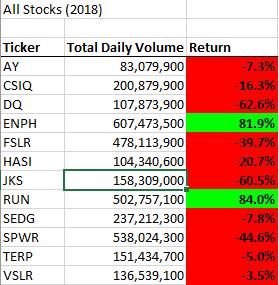 All Stocks (2018)
Ticker Total Daily Volume Return
AY 83,079,900 -7.3%
CSIQ 200,879,900 -16.3%
DQ 107,873,900 -62.6%
ENPH 607,473,500 81.9%
FSLR 478,113,900 -39.7%
HASI 104,340,600 -20.7%
JKS 158,309,000 -60.5%
RUN 502,757,100 84.0%
SEDG 237,212,300 -7.8%
SPWR 538,024,300 -44.6%
TERP 151,434,700 -5.0%
VSLR 136,539,100 -3.5%